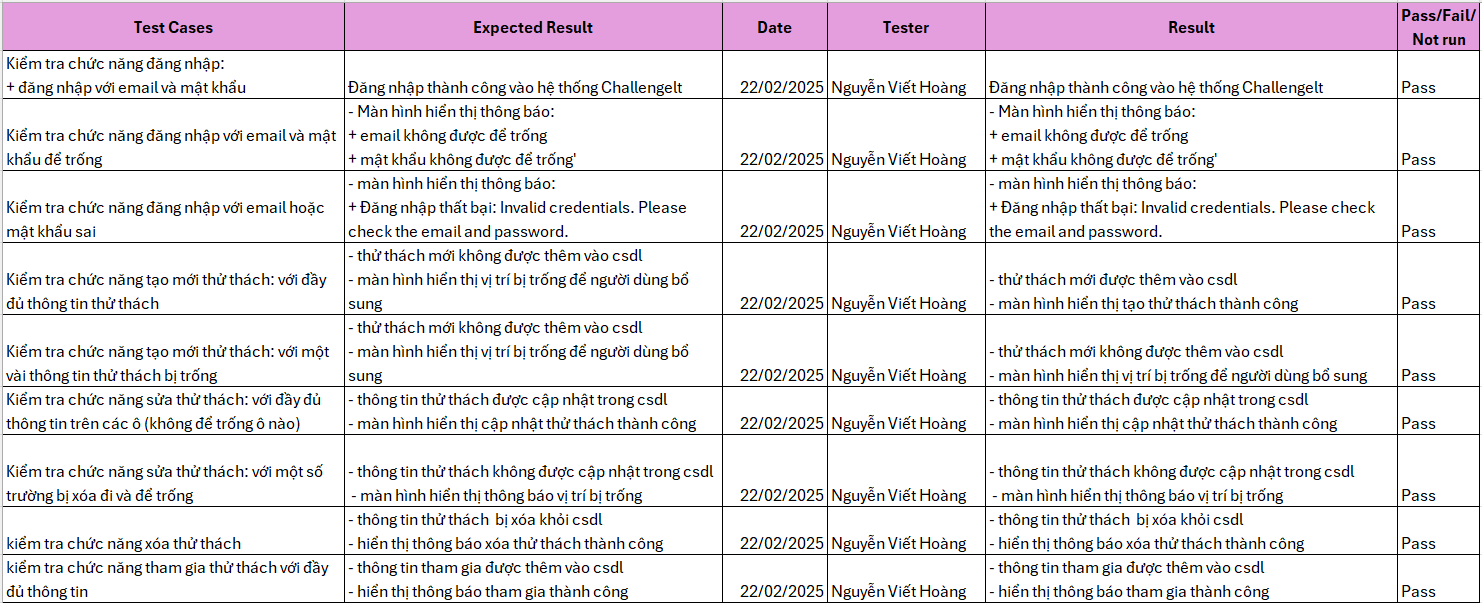 Test Cases Expected Result Date Tester Result Pass/Fail/
Not run
Kiểm tra chức năng đăng nhập:
+ đăng nhập với email và mật khẩu
Đăng nhập thành công vào hệ thống ChallengeIt
22/02/2025 Nguyễn Viết Hoàng
Đăng nhập thành công vào hệ thống ChallengeIt
Pass
Kiểm tra chức năng đăng nhập với email và mật
khẩu để trống
- Màn hình hiển thị thông báo:
+ email không được để trống
+ mật khẩu không được để trống'
22/02/2025 Nguyễn Viết Hoàng
- Màn hình hiển thị thông báo:
+ email không được để trống
+ mật khẩu không được để trống'
Pass
Kiểm tra chức năng đăng nhập với email hoặc
mật khẩu sai
- màn hình hiển thị thông báo:
+ Đăng nhập thất bại: Invalid credentials. Please
check the email and password.
22/02/2025 Nguyễn Viết Hoàng
- màn hình hiển thị thông báo:
+ Đăng nhập thất bại: Invalid credentials. Please check
the email and password.
Pass
Kiểm tra chức năng tạo mới thử thách: với đầy
đủ thông tin thử thách
- thử thách mới không được thêm vào csdl
- màn hình hiển thị vị trí bị trống để người dùng bổ
sung
22/02/2025 Nguyễn Viết Hoàng
- thử thách mới được thêm vào csdl
- màn hình hiển thị tạo thử thách thành công
Pass
Kiểm tra chức năng tạo mới thử thách: với một
vài thông tin thử thách bị trống
- thử thách mới không được thêm vào csdl
- màn hình hiển thị vị trí bị trống để người dùng bổ
sung
22/02/2025 Nguyễn Viết Hoàng
- thử thách mới không được thêm vào csdl
- màn hình hiển thị vị trí bị trống để người dùng bổ sung
Pass
Kiểm tra chức năng sửa thử thách: với đầy đủ
thông tin trên các ô (không để trống ô nào)
- thông tin thử thách được cập nhật trong csdl
- màn hình hiển thị cập nhật thử thách thành công
22/02/2025 Nguyễn Viết Hoàng
- thông tin thử thách được cập nhật trong csdl
- màn hình hiển thị cập nhật thử thách thành công
Pass
Kiểm tra chức năng sửa thử thách: với một số
trường bị xóa đi và để trống
- thông tin thử thách không được cập nhật trong csdl
- màn hình hiển thị thông báo vị trí bị trống
22/02/2025 Nguyễn Viết Hoàng
- thông tin thử thách không được cập nhật trong csdl
- màn hình hiển thị thông báo vị trí bị trống
Pass
kiểm tra chức năng xóa thử thách
- thông tin thử thách bị xóa khỏi csdl
- hiển thị thông báo xóa thử thách thành công
22/02/2025 Nguyễn Viết Hoàng
- thông tin thử thách bị xóa khỏi csdl
- hiển thị thông báo xóa thử thách thành công
Pass
kiểm tra chức năng tham gia thử thách với đầy
đủ thông tin
- thông tin tham gia được thêm vào csdl
- hiển thị thông báo tham gia thành công
22/02/2025 Nguyễn Viết Hoàng
- thông tin tham gia được thêm vào csdl
- hiển thị thông báo tham gia thành công
Pass